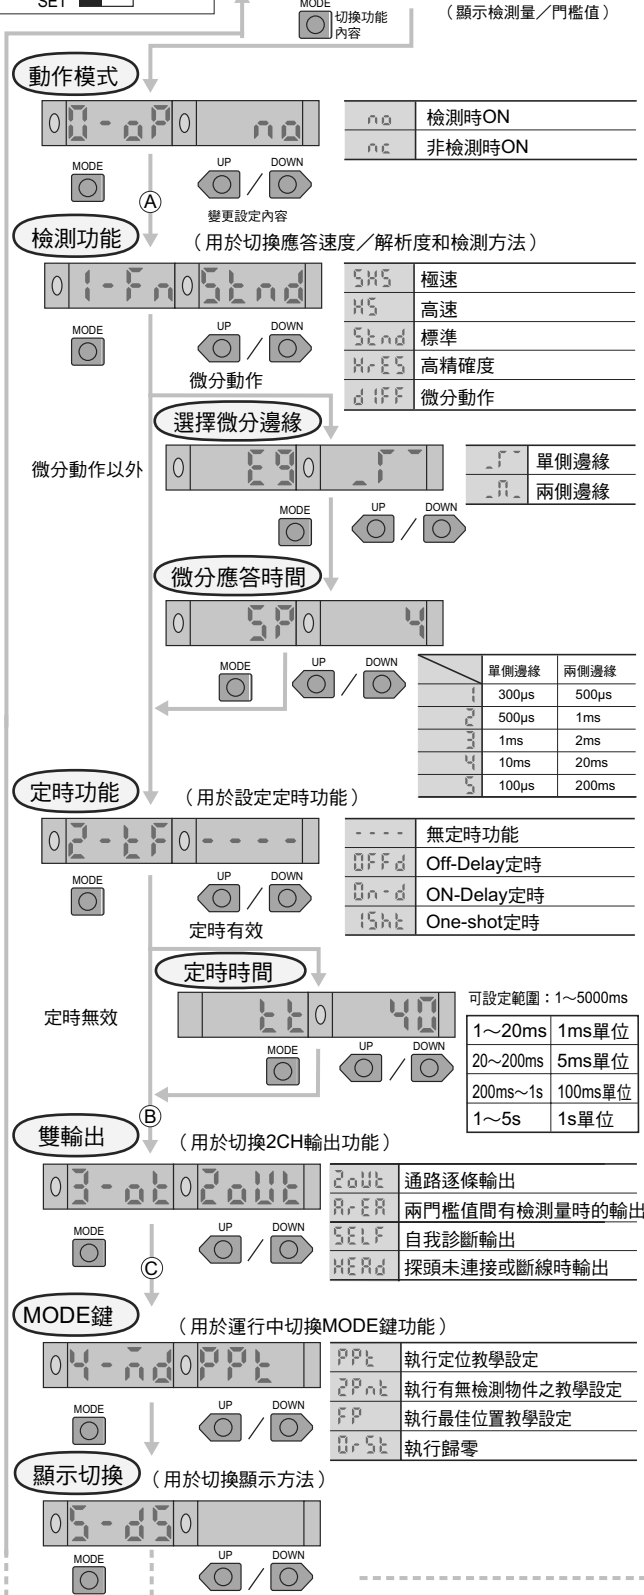 SET
MODE
切換功能
內容
（顯示檢測量／門檻值）
動作模式
0-oP no
no 檢測時ON
nc 非檢測時ON
MODE
UP / DOWN
變更設定內容
A
檢測功能
（用於切換應答速度／解析度和檢測方法）
1-Fn Stnd
SHS 極速
HS 高速
Stnd 標準
HrES 高精確度
dIFF 微分動作
MODE
UP / DOWN
微分動作
選擇微分邊緣
微分動作以外
Eg
單側邊緣
兩側邊緣
MODE
UP / DOWN
微分應答時間
SP 4
MODE
UP / DOWN
單側邊緣 兩側邊緣
1 300μs 500μs
2 500μs 1ms
3 1ms 2ms
4 10ms 20ms
5 100μs 200ms
定時功能
（用於設定定時功能）
2-tF ----
---- 無定時功能
OFFd Off-Delay定時
On-d ON-Delay定時
1Sht One-shot定時
MODE
UP / DOWN
定時有效
定時時間
定時無效
tt 40
MODE
UP / DOWN
可設定範圍：1～5000ms
1～20ms 1ms單位
20～200ms 5ms單位
200ms～1s 100ms單位
1～5s 1s單位
B
雙輸出
（用於切換2CH輸出功能）
3-ot 2oUt
2oUt 通路逐條輸出
ArEA 兩門檻值間有檢測量時的輸出
SELF 自我診斷輸出
HEAd 探頭未連接或斷線時輸出
MODE
UP / DOWN
C
MODE鍵
（用於運行中切換MODE鍵功能）
4-md PPt
PPt 執行定位教學設定
2Pnt 執行有無檢測物件之教學設定
FP 執行最佳位置教學設定
0rSt 執行歸零
MODE
UP / DOWN
顯示切換
（用於切換顯示方法）
5-dS
MODE
UP / DOWN